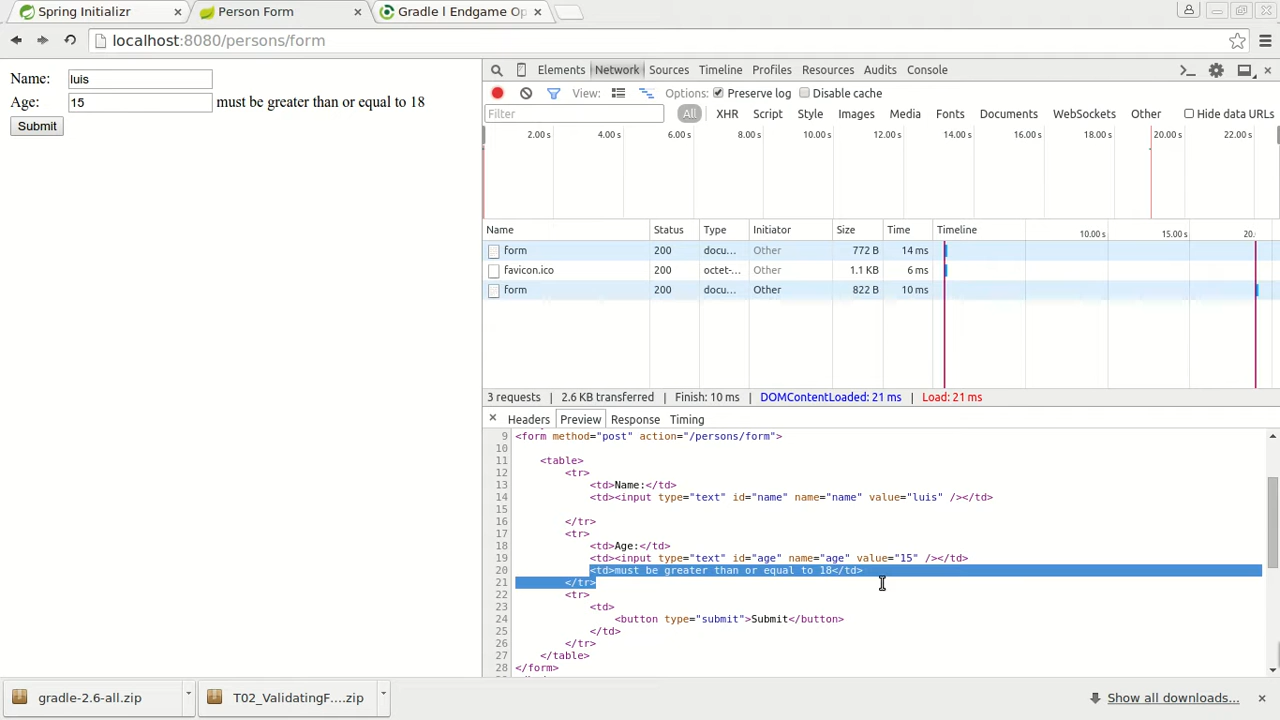 Spring Initializr
Person Form
Gradle | Endgame Op
localhost:8080/persons/form
Name: luis
Age: 15 must be greater than or equal to 18
Submit
Elements Network Sources Timeline Profiles Resources Audits Console
View: Options: Preserve log Disable cache
Filter All XHR Script Style Images Media Fonts Documents WebSockets Other Hide data URLs
2.00 s 4.00 s 6.00 s 8.00 s 10.00 s 12.00 s 14.00 s 16.00 s 18.00 s 20.00 s 22.00 s
Name Status Type Initiator Size Time Timeline 10.00 s 15.00 s 20.
form 200 docu... Other 772 B 14 ms
favicon.ico 200 octet-... Other 1.1 KB 6 ms
form 200 docu... Other 822 B 10 ms
3 requests | 2.6 KB transferred | Finish: 10 ms | DOMContentLoaded: 21 ms | Load: 21 ms
Headers Preview Response Timing
9 <form method="post" action="/persons/form">
10
11 <table>
12 <tr>
13 <td>Name:</td>
14 <td><input type="text" id="name" name="name" value="luis" /></td>
15
16 </tr>
17 <tr>
18 <td>Age:</td>
19 <td><input type="text" id="age" name="age" value="15" /></td>
20 <td>must be greater than or equal to 18</td>
21 </tr>
22 <tr>
23 <td>
24 <button type="submit">Submit</button>
25 </td>
26 </tr>
27 </table>
28 </form>
gradle-2.6-all.zip
T02_ValidatingF....zip
Show all downloads...